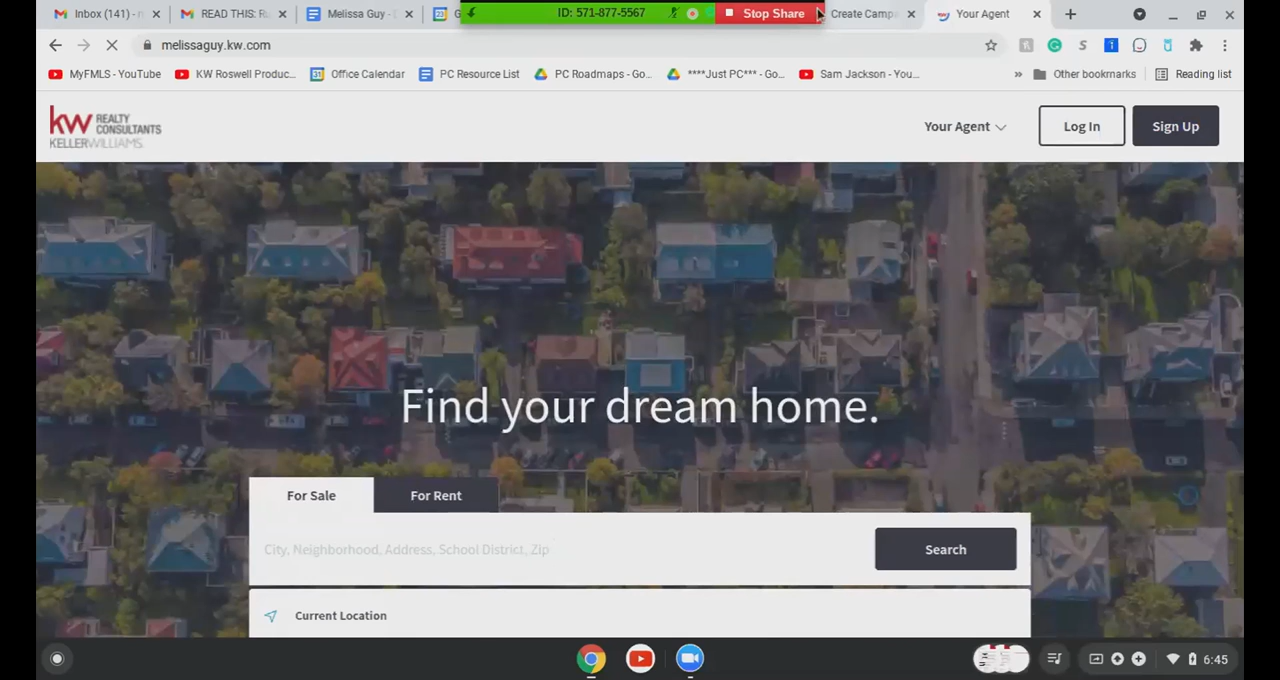 Inbox (141) - n
READ THIS: R
Melissa Guy -
G
ID: 571-877-5567
Stop Share
Create Campa
Your Agent
melissaguy.kw.com
MyFMLS - YouTube
KW Roswell Produc...
Office Calendar
PC Resource List
PC Roadmaps - Go...
****Just PC*** - Go...
Sam Jackson - You...
»
Other bookmarks
Reading list
kw REALTY CONSULTANTS
KELLERWILLIAMS.
Your Agent
Log In
Sign Up
Find your dream home.
For Sale
For Rent
City, Neighborhood, Address, School District, Zip
Search
Current Location
6:45